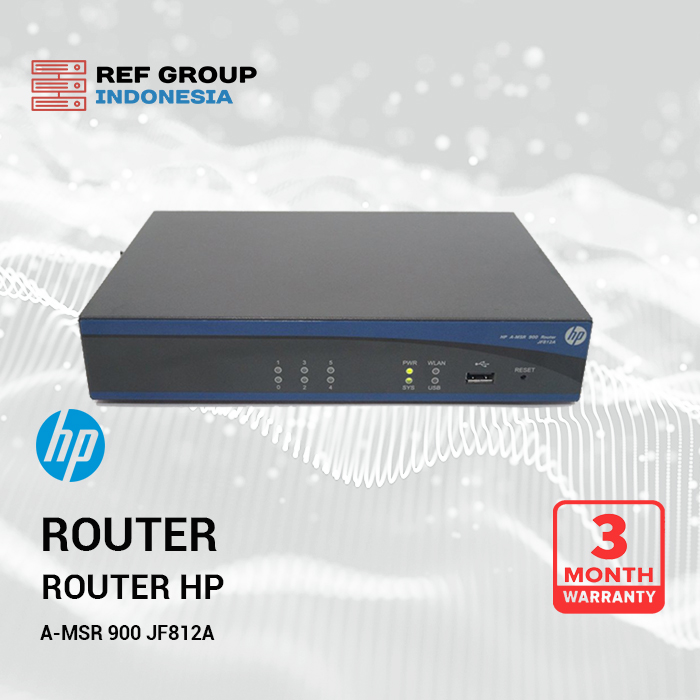 REF GROUP
INDONESIA
HP A-MSR 900 Router
JF812A
hp
1 3 5
0 2 4
PWR WLAN
SYS USB
RESET
hp
ROUTER
ROUTER HP
A-MSR 900 JF812A
3
MONTH
WARRANTY